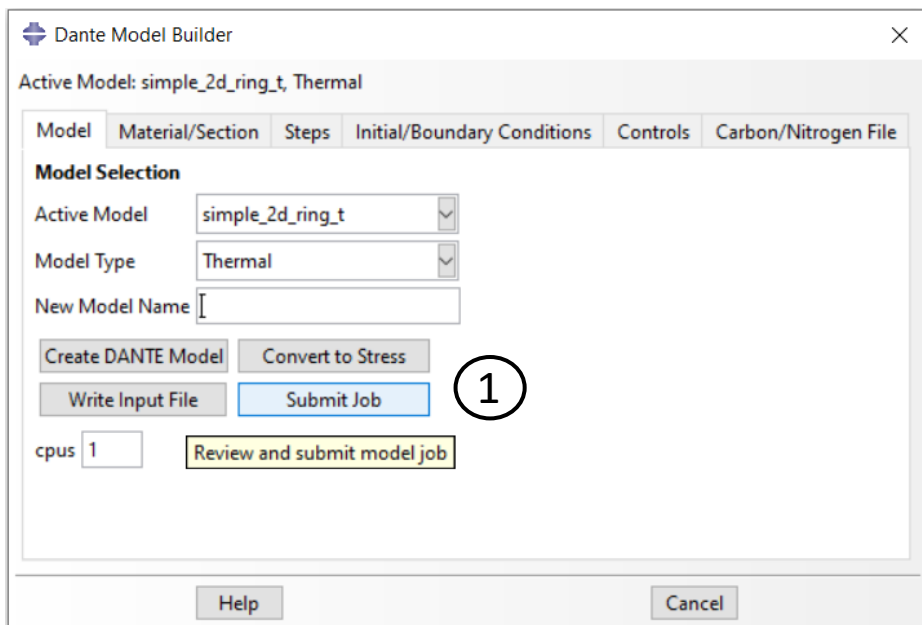 Dante Model Builder
Active Model: simple_2d_ring_t, Thermal
Model Material/Section Steps Initial/Boundary Conditions Controls Carbon/Nitrogen File
Model Selection
Active Model simple_2d_ring_t
Model Type Thermal
New Model Name
Create DANTE Model Convert to Stress
Write Input File Submit Job
1
cpus 1 Review and submit model job
Help Cancel